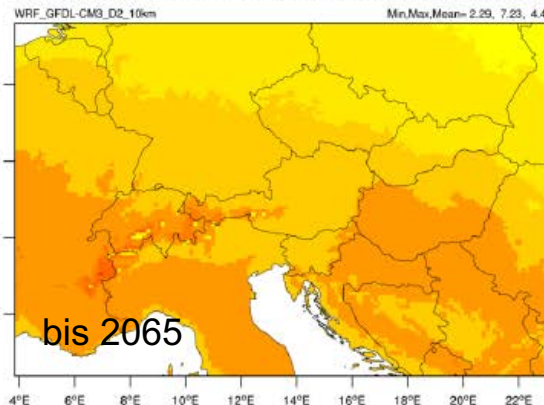 WRF_GFDL-CM3_D2_10km Min,Max,Mean= 2.29, 7.23, 4.4
bis 2065
4°E 6°E 8°E 10°E 12°E 14°E 16°E 18°E 20°E 22°E